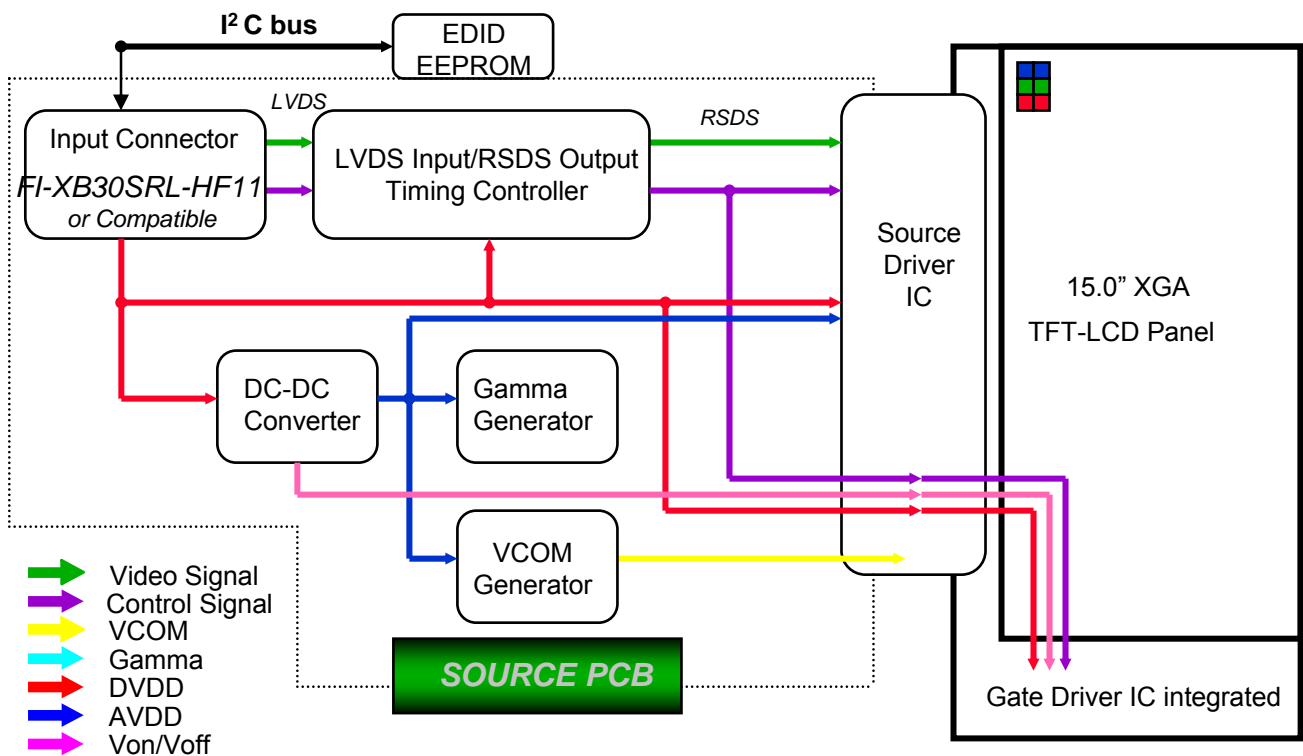 I² C bus
EDID
EEPROM
LVDS
RSDS
Input Connector
FI-XB30SRL-HF11
or Compatible
LVDS Input/RSDS Output
Timing Controller
Source
Driver
IC
15.0” XGA
TFT-LCD Panel
DC-DC
Converter
Gamma
Generator
VCOM
Generator
Video Signal
Control Signal
VCOM
Gamma
DVDD
AVDD
Von/Voff
SOURCE PCB
Gate Driver IC integrated